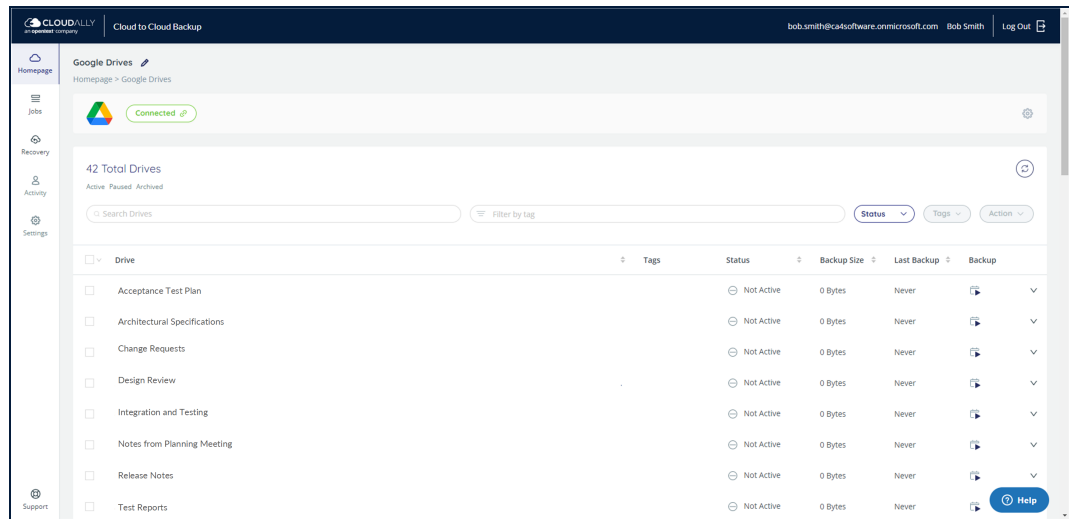 CLOUDALLY
an opentext company
Cloud to Cloud Backup
bob.smith@ca4software.onmicrosoft.com Bob Smith Log Out
Homepage
Jobs
Recovery
Activity
Settings
Support
Google Drives
Homepage > Google Drives
Connected
42 Total Drives
Active Paused Archived
Search Drives Filter by tag Status Tags Action
Drive Tags Status Backup Size Last Backup Backup
Acceptance Test Plan Not Active 0 Bytes Never
Architectural Specifications Not Active 0 Bytes Never
Change Requests Not Active 0 Bytes Never
Design Review Not Active 0 Bytes Never
Integration and Testing Not Active 0 Bytes Never
Notes from Planning Meeting Not Active 0 Bytes Never
Release Notes Not Active 0 Bytes Never
Test Reports Not Active 0 Bytes Never
Help